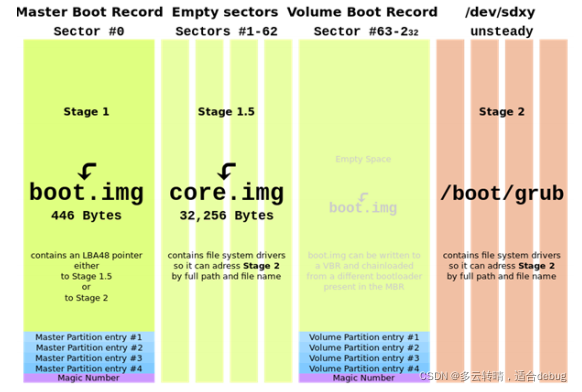 Master Boot Record
Sector #0
Stage 1
boot.img
446 Bytes
contains an LBA48 pointer
either
to Stage 1.5
or
to Stage 2
Master Partition entry #1
Master Partition entry #2
Master Partition entry #3
Master Partition entry #4
Magic Number
Empty sectors
Sectors #1-62
Stage 1.5
core.img
32,256 Bytes
contains file system drivers
so it can adress Stage 2
by full path and file name
Volume Boot Record
Sector #63-2³²
Empty Space
boot.img
boot.img can be written to
a VBR and chainloaded
from a different bootloader
present in the MBR
Volume Partition entry #1
Volume Partition entry #2
Volume Partition entry #3
Volume Partition entry #4
Magic Number
/dev/sdxy
unsteady
Stage 2
/boot/grub
contains file system drivers
so it can adress Stage 2
by full path and file name
CSDN @多云转晴，适合debug